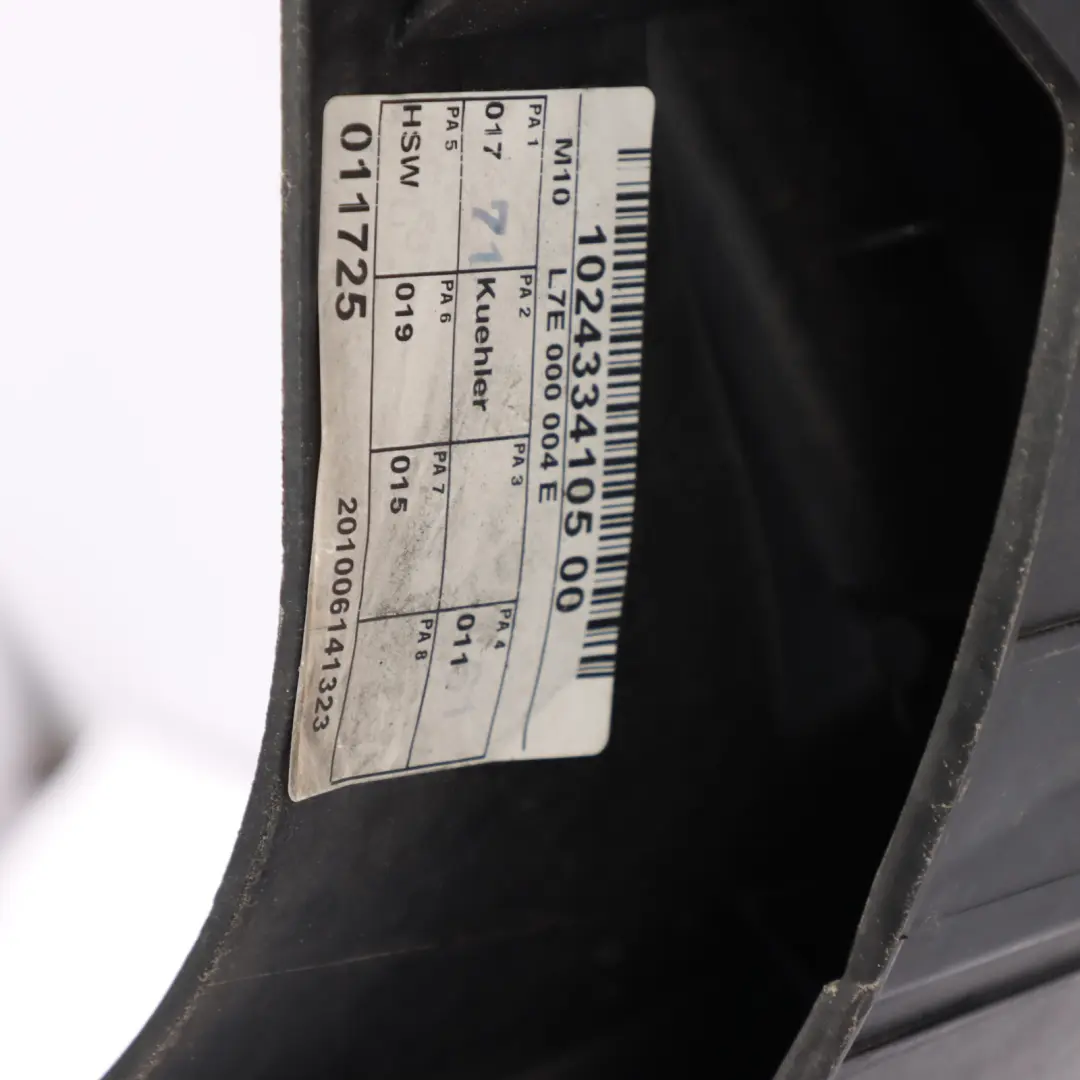 1024334105 00
M10 L7E 000 004 E
PA 1 PA 2 PA 3 PA 4
017 71 Kuehler 011
PA 5 PA 6 PA 7 PA 8
HSW 019 015
011725 201006141323